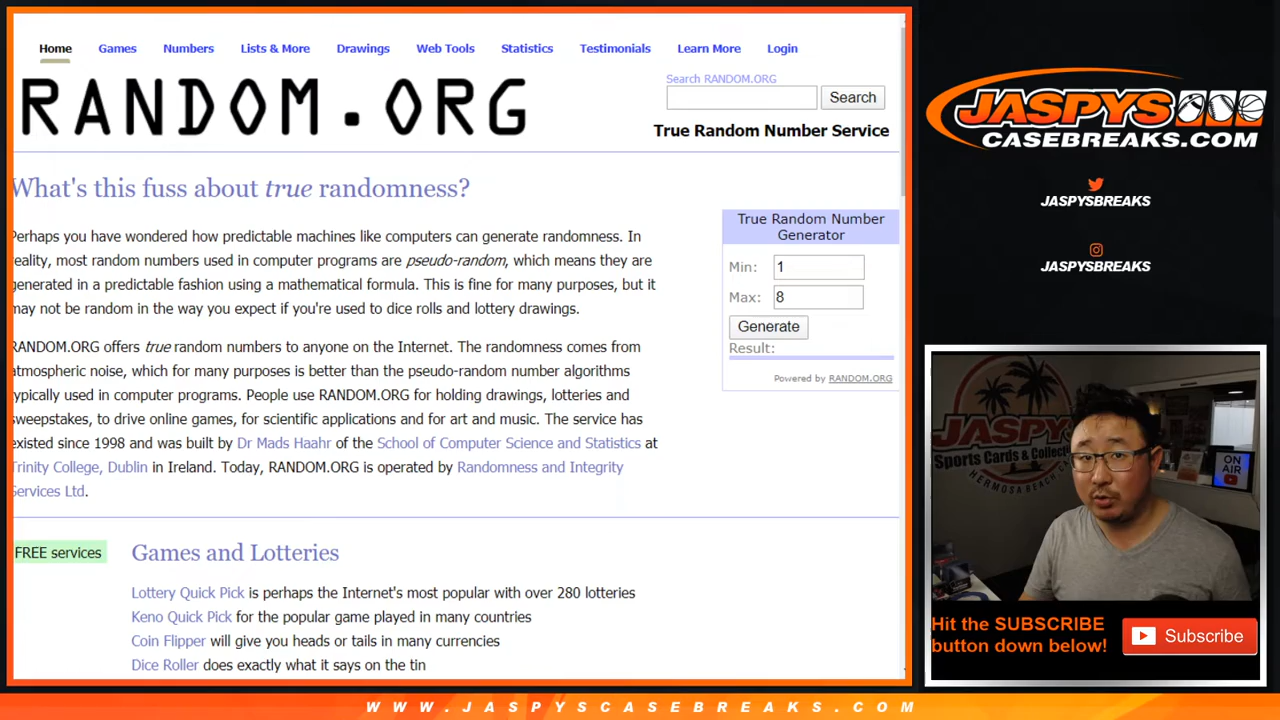 Home Games Numbers Lists & More Drawings Web Tools Statistics Testimonials Learn More Login
RANDOM.ORG
Search RANDOM.ORG
Search
True Random Number Service
What's this fuss about true randomness?
Perhaps you have wondered how predictable machines like computers can generate randomness. In
reality, most random numbers used in computer programs are pseudo-random, which means they are
generated in a predictable fashion using a mathematical formula. This is fine for many purposes, but it
may not be random in the way you expect if you're used to dice rolls and lottery drawings.
RANDOM.ORG offers true random numbers to anyone on the Internet. The randomness comes from
atmospheric noise, which for many purposes is better than the pseudo-random number algorithms
typically used in computer programs. People use RANDOM.ORG for holding drawings, lotteries and
sweepstakes, to drive online games, for scientific applications and for art and music. The service has
existed since 1998 and was built by Dr Mads Haahr of the School of Computer Science and Statistics at
Trinity College, Dublin in Ireland. Today, RANDOM.ORG is operated by Randomness and Integrity
Services Ltd.
True Random Number
Generator
Min: 1
Max: 8
Generate
Result:
Powered by RANDOM.ORG
FREE services
Games and Lotteries
Lottery Quick Pick is perhaps the Internet's most popular with over 280 lotteries
Keno Quick Pick for the popular game played in many countries
Coin Flipper will give you heads or tails in many currencies
Dice Roller does exactly what it says on the tin
JASPYS
CASEBREAKS.COM
JASPYSBREAKS
JASPYSBREAKS
JASPYS
Sports Cards & Collect
HERMOSA BEACH
ON
AIR
Hit the SUBSCRIBE
button down below!
Subscribe
WWW.JASPYSCASEBREAKS.COM